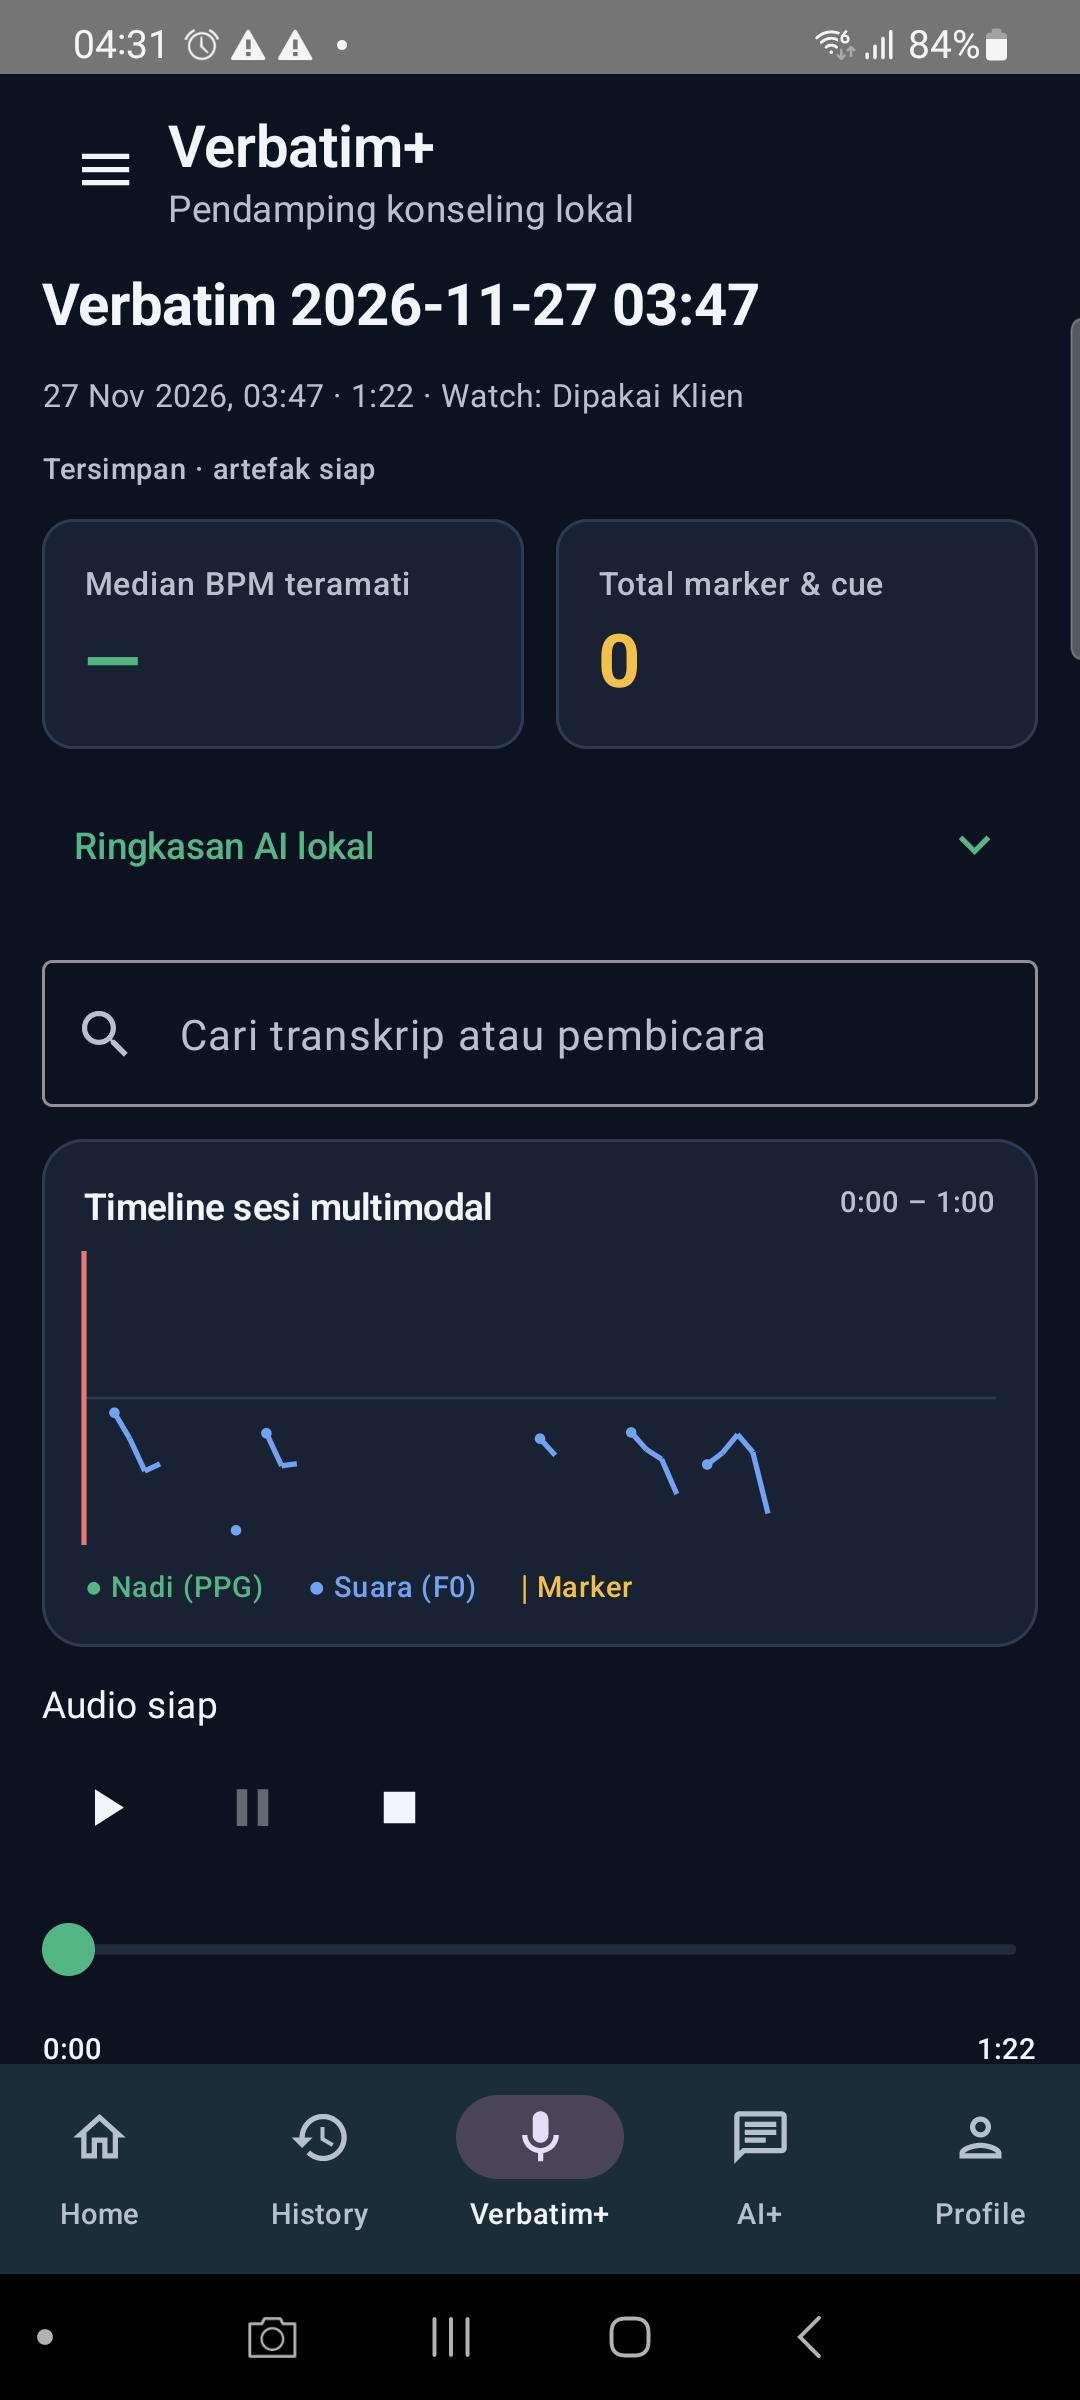 04:31
84%
Verbatim+
Pendamping konseling lokal
Verbatim 2026-11-27 03:47
27 Nov 2026, 03:47 · 1:22 · Watch: Dipakai Klien
Tersimpan · artefak siap
Median BPM teramati
—
Total marker & cue
0
Ringkasan AI lokal
Cari transkrip atau pembicara
Timeline sesi multimodal
0:00 – 1:00
● Nadi (PPG)
● Suara (F0)
| Marker
Audio siap
0:00
1:22
Home
History
Verbatim+
AI+
Profile